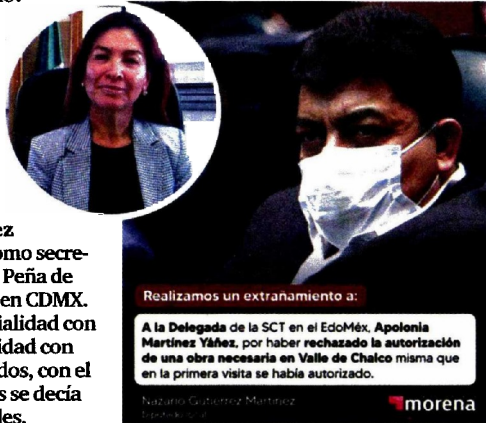 ez
omo secre-
Peña de
en CDMX.
ialidad con
idad con
dos, con el
s se decía
les.
Realizamos un extrañamiento a:
A la Delegada de la SCT en el EdoMéx, Apolonia
Martínez Yáñez, por haber rechazado la autorización
de una obra necesaria en Valle de Chalco misma que
en la primera visita se había autorizado.
Nazario Gutiérrez Martínez
morena